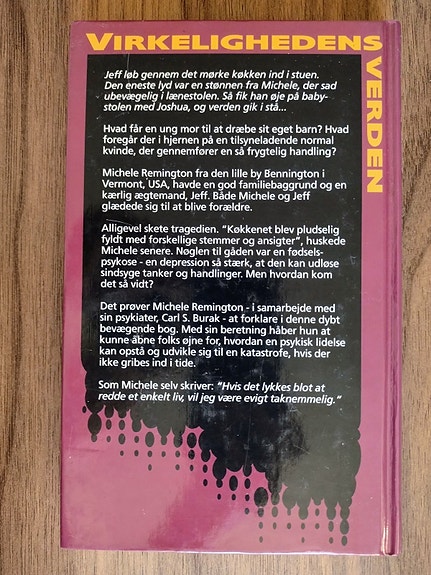 VIRKELIGHEDENS
VERDEN
Jeff løb gennem det mørke køkken ind i stuen.
Den eneste lyd var en stønnen fra Michele, der sad
ubevægelig i lænestolen. Så fik han øje på baby-
stolen med Joshua, og verden gik i stå...
Hvad får en ung mor til at dræbe sit eget barn? Hvad
foregår der i hjernen på en tilsyneladende normal
kvinde, der gennemfører en så frygtelig handling?
Michele Remington fra den lille by Bennington i
Vermont, USA, havde en god familiebaggrund og en
kærlig ægtemand, Jeff. Både Michele og Jeff
glædede sig til at blive forældre.
Alligevel skete tragedien. "Køkkenet blev pludselig
fyldt med forskellige stemmer og ansigter", huskede
Michele senere. Nøglen til gåden var en fødsels-
psykose - en depression så stærk, at den kan udløse
sindsyge tanker og handlinger. Men hvordan kom
det så vidt?
Det prøver Michele Remington - i samarbejde med
sin psykiater, Carl S. Burak - at forklare i denne dybt
bevægende bog. Med sin beretning håber hun at
kunne åbne folks øjne for, hvordan en psykisk lidelse
kan opstå og udvikle sig til en katastrofe, hvis der
ikke gribes ind i tide.
Som Michele selv skriver: "Hvis det lykkes blot at
redde et enkelt liv, vil jeg være evigt taknemmelig."